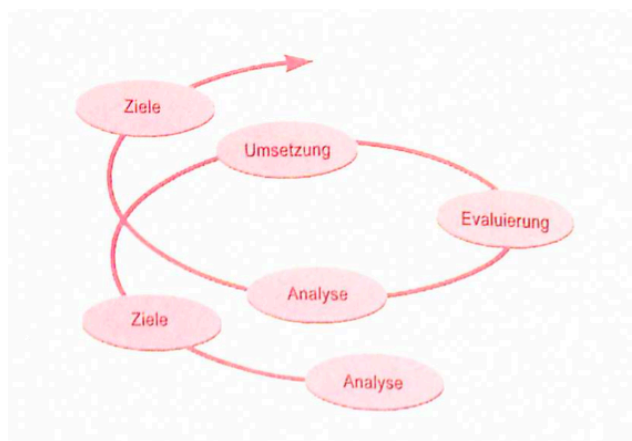 Ziele
Umsetzung
Evaluierung
Analyse
Ziele
Analyse